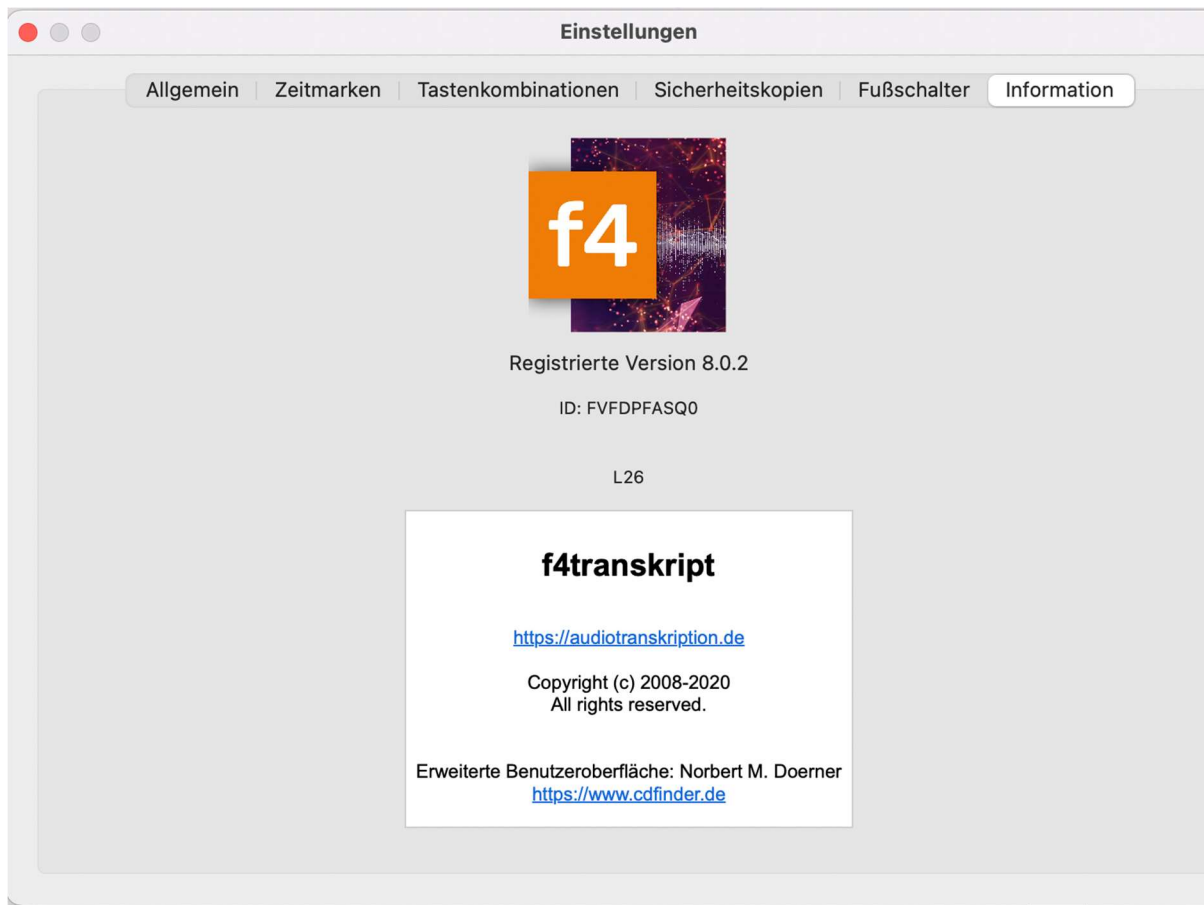 Einstellungen
Allgemein Zeitmarken Tastenkombinationen Sicherheitskopien Fußschalter Information
f4
Registrierte Version 8.0.2
ID: FVFDPFASQ0
L26
f4transkript
https://audiotranskription.de
Copyright (c) 2008-2020
All rights reserved.
Erweiterte Benutzeroberfläche: Norbert M. Doerner
https://www.cdfinder.de